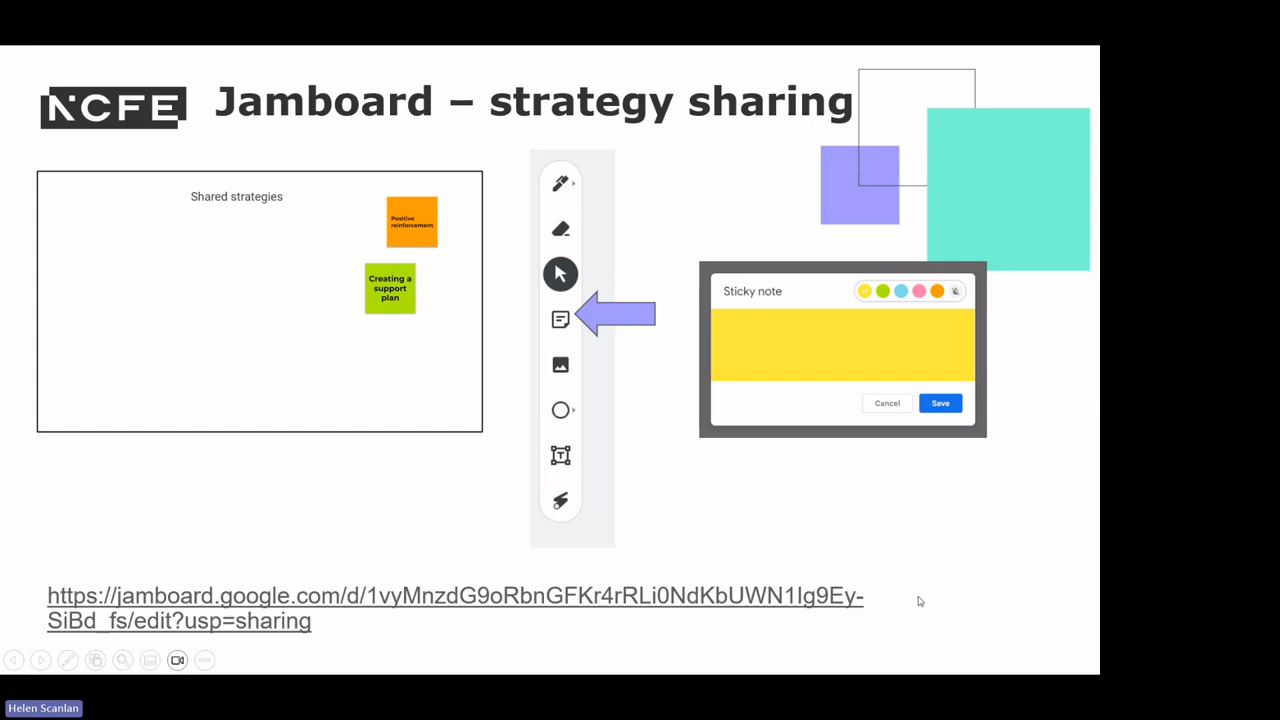 NCFE
Jamboard – strategy sharing
Shared strategies
Positive
reinforcement
Creating a
support
plan
Sticky note
Cancel
Save
https://jamboard.google.com/d/1vyMnzdG9oRbnGFKr4rRLi0NdKbUWN1Ig9Ey-
SiBd_fs/edit?usp=sharing
Helen Scanlan